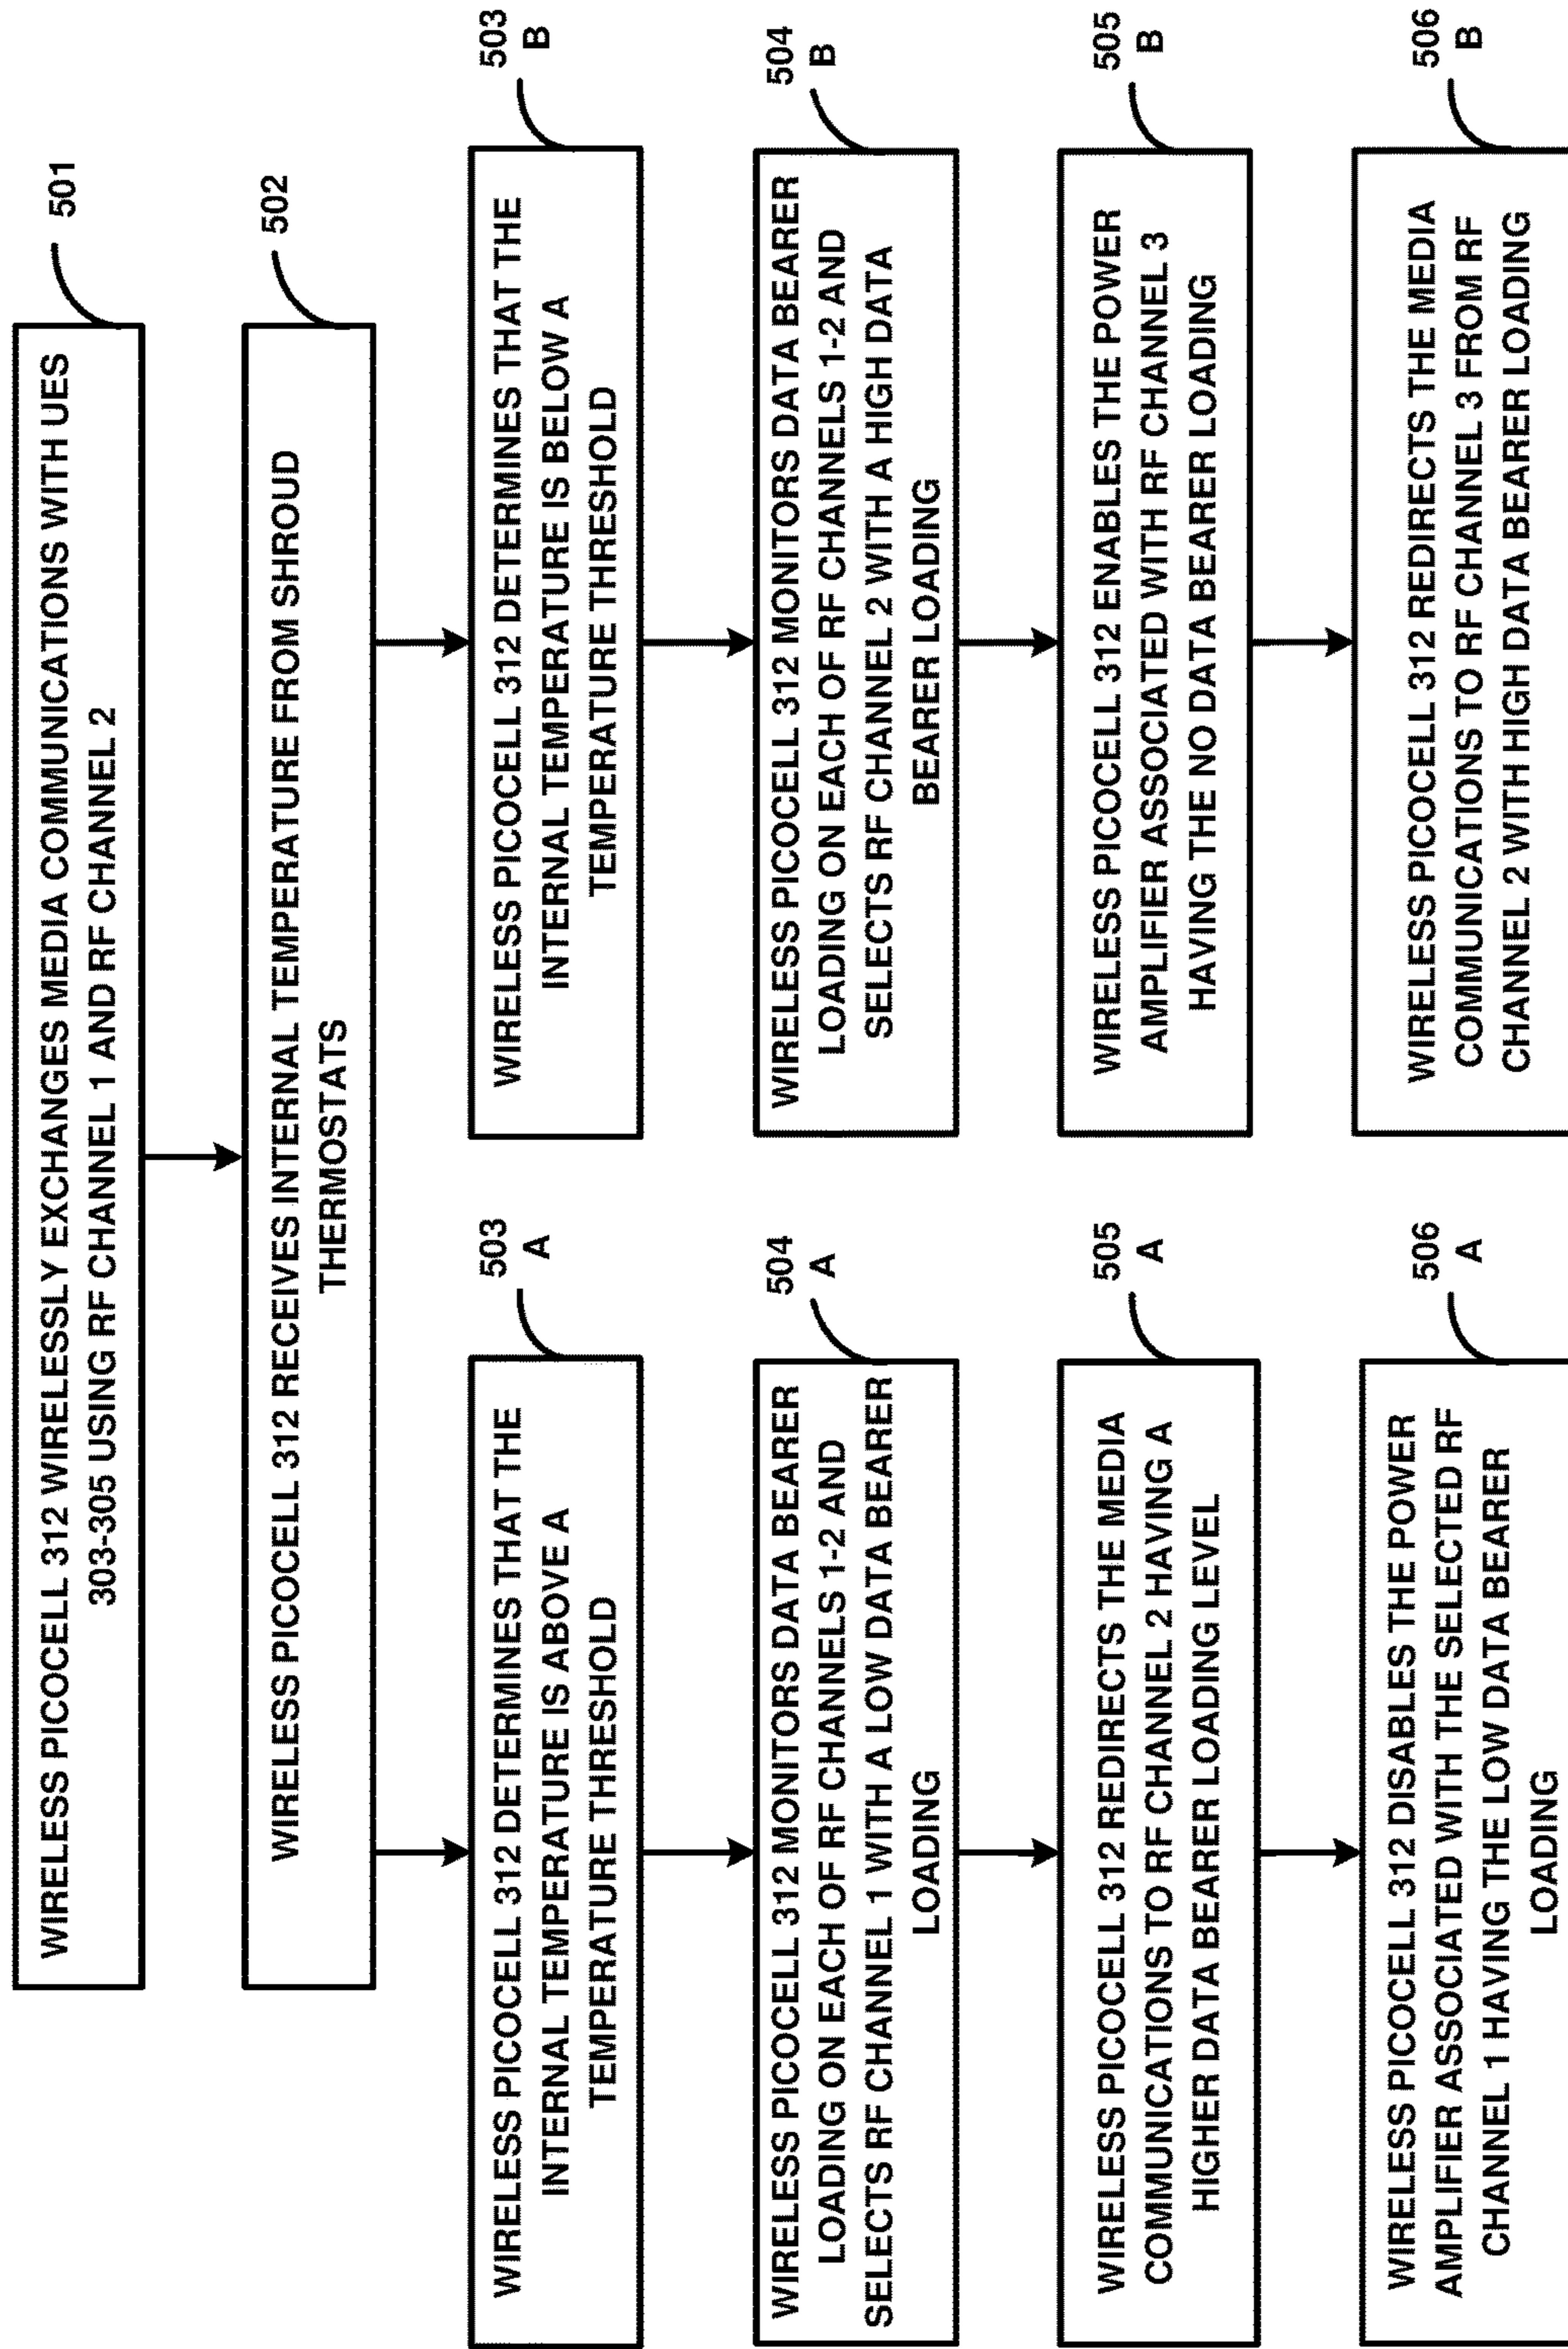 WIRELESS PICOCELL 312 WIRELESSLY EXCHANGES MEDIA COMMUNICATIONS WITH UES
303-305 USING RF CHANNEL 1 AND RF CHANNEL 2
501
WIRELESS PICOCELL 312 RECEIVES INTERNAL TEMPERATURE FROM SHROUD
THERMOSTATS
502
WIRELESS PICOCELL 312 DETERMINES THAT THE
INTERNAL TEMPERATURE IS ABOVE A
TEMPERATURE THRESHOLD
503
A
WIRELESS PICOCELL 312 MONITORS DATA BEARER
LOADING ON EACH OF RF CHANNELS 1-2 AND
SELECTS RF CHANNEL 1 WITH A LOW DATA BEARER
LOADING
504
A
WIRELESS PICOCELL 312 REDIRECTS THE MEDIA
COMMUNICATIONS TO RF CHANNEL 2 HAVING A
HIGHER DATA BEARER LOADING LEVEL
505
A
WIRELESS PICOCELL 312 DISABLES THE POWER
AMPLIFIER ASSOCIATED WITH THE SELECTED RF
CHANNEL 1 HAVING THE LOW DATA BEARER
LOADING
506
A
WIRELESS PICOCELL 312 DETERMINES THAT THE
INTERNAL TEMPERATURE IS BELOW A
TEMPERATURE THRESHOLD
503
B
WIRELESS PICOCELL 312 MONITORS DATA BEARER
LOADING ON EACH OF RF CHANNELS 1-2 AND
SELECTS RF CHANNEL 2 WITH A HIGH DATA
BEARER LOADING
504
B
WIRELESS PICOCELL 312 ENABLES THE POWER
AMPLIFIER ASSOCIATED WITH RF CHANNEL 3
HAVING THE NO DATA BEARER LOADING
505
B
WIRELESS PICOCELL 312 REDIRECTS THE MEDIA
COMMUNICATIONS TO RF CHANNEL 3 FROM RF
CHANNEL 2 WITH HIGH DATA BEARER LOADING
506
B